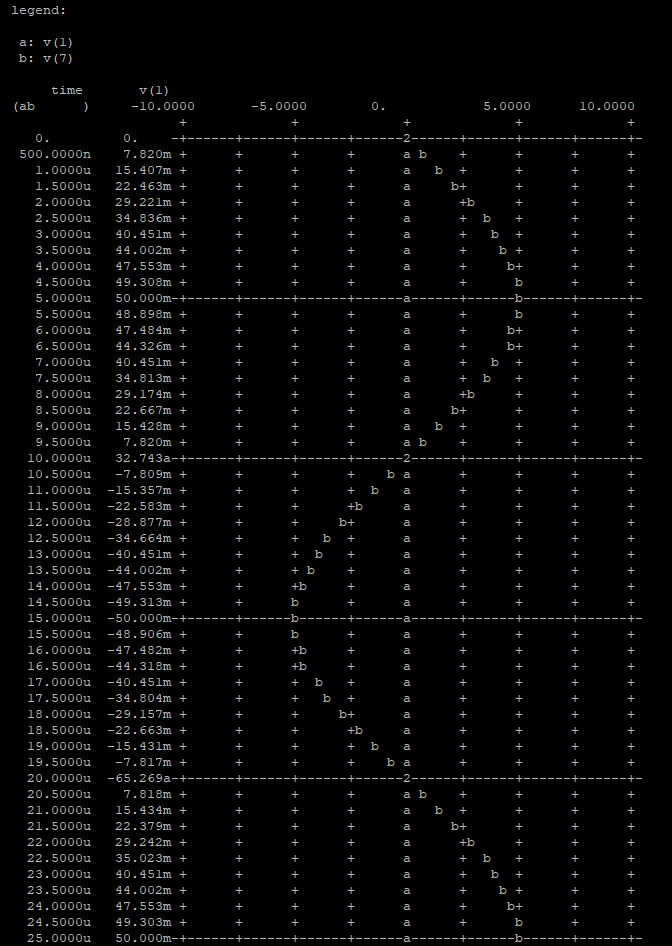 legend:
a: v(1)
b: v(7)
time v(1)
(ab ) -10.0000 -5.0000 0. 5.0000 10.0000
+ + + + +
0. 0. -+------+------+------+------2------+------+------+------+-
500.0000n 7.820m + + + + a b + + + +
1.0000u 15.407m + + + + a b + + + +
1.5000u 22.463m + + + + a b+ + + +
2.0000u 29.221m + + + + a +b + + +
2.5000u 34.836m + + + + a + b + + +
3.0000u 40.451m + + + + a + b + + +
3.5000u 44.002m + + + + a + b + + +
4.0000u 47.553m + + + + a + b+ + +
4.5000u 49.308m + + + + a + b + +
5.0000u 50.000m-+------+------+------+------a------+------b------+------+-
5.5000u 48.898m + + + + a + b + +
6.0000u 47.484m + + + + a + b+ + +
6.5000u 44.326m + + + + a + b+ + +
7.0000u 40.451m + + + + a + b + + +
7.5000u 34.813m + + + + a + b + + +
8.0000u 29.174m + + + + a +b + + +
8.5000u 22.667m + + + + a b+ + + +
9.0000u 15.428m + + + + a b + + + +
9.5000u 7.820m + + + + a b + + + +
10.0000u 32.743a-+------+------+------+------2------+------+------+------+-
10.5000u -7.809m + + + + b a + + + +
11.0000u -15.357m + + + + b a + + + +
11.5000u -22.583m + + + +b a + + + +
12.0000u -28.877m + + + b+ a + + + +
12.5000u -34.664m + + + b + a + + + +
13.0000u -40.451m + + + b + a + + + +
13.5000u -44.002m + + + b + a + + + +
14.0000u -47.553m + + +b + a + + + +
14.5000u -49.313m + + b + a + + + +
15.0000u -50.000m-+------+------b------+------a------+------+------+------+-
15.5000u -48.906m + + b + a + + + +
16.0000u -47.482m + + +b + a + + + +
16.5000u -44.318m + + +b + a + + + +
17.0000u -40.451m + + + b + a + + + +
17.5000u -34.804m + + + b + a + + + +
18.0000u -29.157m + + + b+ a + + + +
18.5000u -22.663m + + + +b a + + + +
19.0000u -15.431m + + + + b a + + + +
19.5000u -7.817m + + + + b a + + + +
20.0000u -65.269a-+------+------+------+------2------+------+------+------+-
20.5000u 7.818m + + + + a b + + + +
21.0000u 15.434m + + + + a b + + + +
21.5000u 22.379m + + + + a b+ + + +
22.0000u 29.242m + + + + a +b + + +
22.5000u 35.023m + + + + a + b + + +
23.0000u 40.451m + + + + a + b + + +
23.5000u 44.002m + + + + a + b + + +
24.0000u 47.553m + + + + a + b+ + +
24.5000u 49.303m + + + + a + b + +
25.0000u 50.000m-+------+------+------+------a------+------b------+------+-